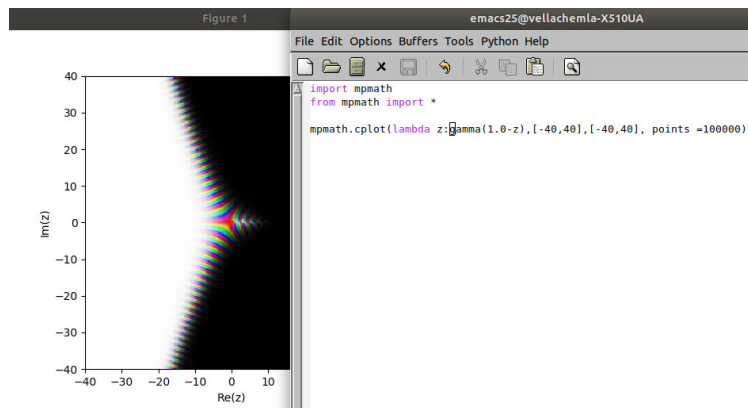 Figure 1
emacs25@vellachemla-X510UA
File Edit Options Buffers Tools Python Help
import mpmath
from mpmath import *
mpmath.cplot(lambda z:gamma(1.0-z),[-40,40],[-40,40], points =100000)
40
30
20
10
0
−10
−20
−30
−40
Im(z)
−40 −30 −20 −10 0 10
Re(z)